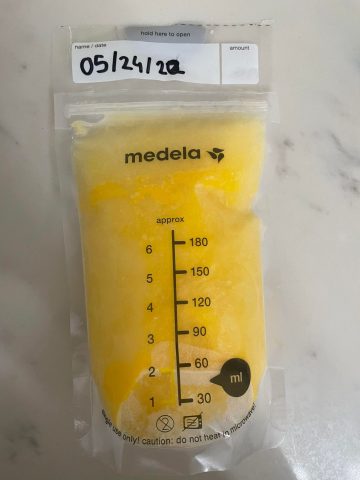 hold here to open
name / date
amount
05/24/22
medela
approx
6 180
5 150
4 120
3 90
2 60
ml
1 30
single use only! caution: do not heat in microwave!